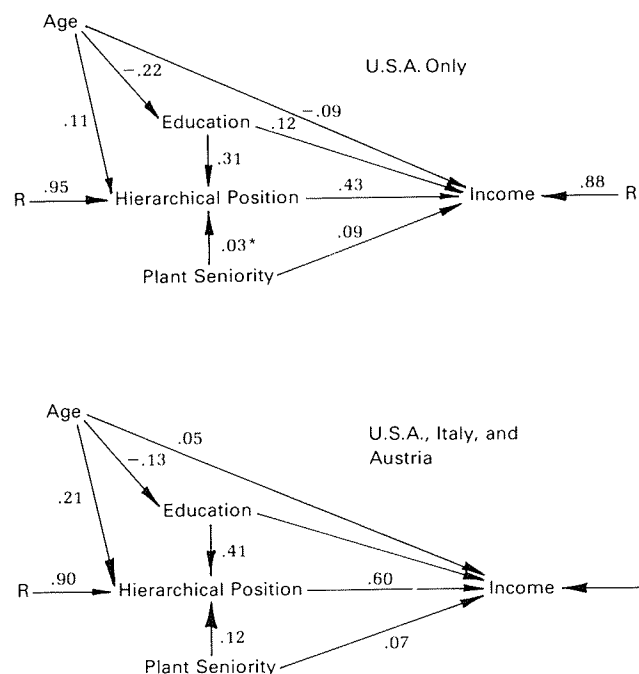 Age
U.S.A. Only
-.22
-.09
.11
Education
.12
.31
R
.95
Hierarchical Position
.43
Income
.88
R
.03*
.09
Plant Seniority
Age
U.S.A., Italy, and
Austria
.05
-.13
.21
Education
.41
R
.90
Hierarchical Position
.60
Income
.12
.07
Plant Seniority